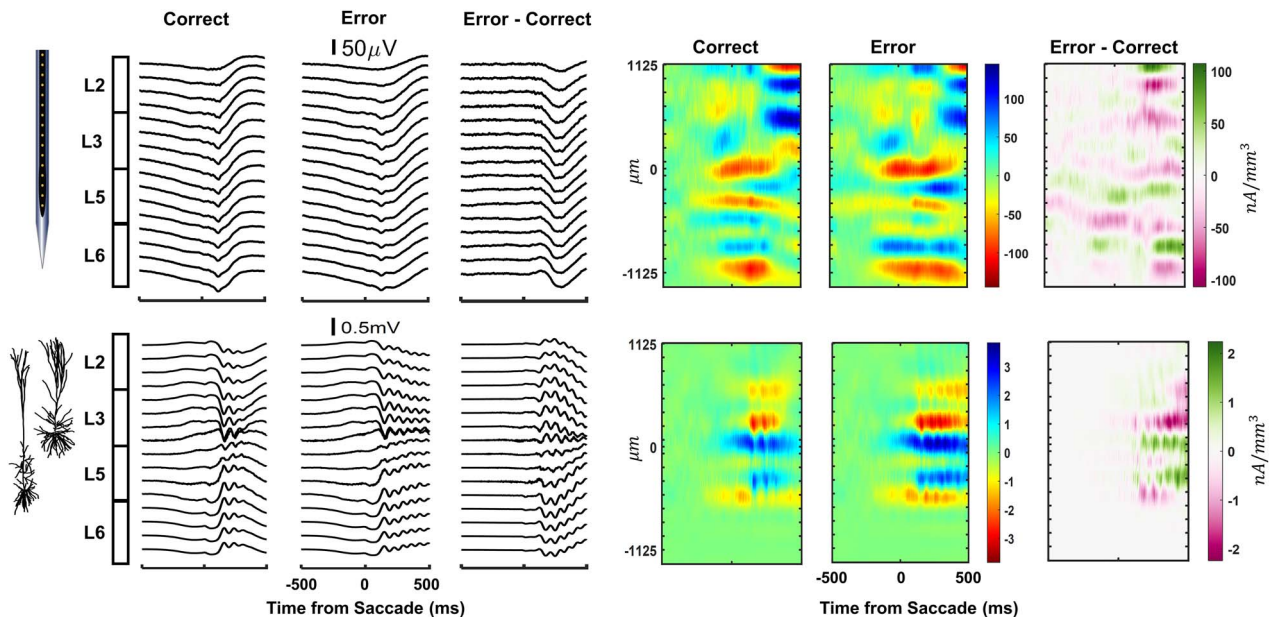 Correct Error Error - Correct
50μV
L2
L3
L5
L6
Correct Error Error - Correct
1125
0
-1125
μm
100
50
0
-50
-100
100
50
0
-50
-100
nA/mm³
0.5mV
L2
L3
L5
L6
-500 0 500
Time from Saccade (ms)
1125
0
-1125
μm
3
2
1
0
-1
-2
-3
2
1
0
-1
-2
nA/mm³
-500 0 500
Time from Saccade (ms)